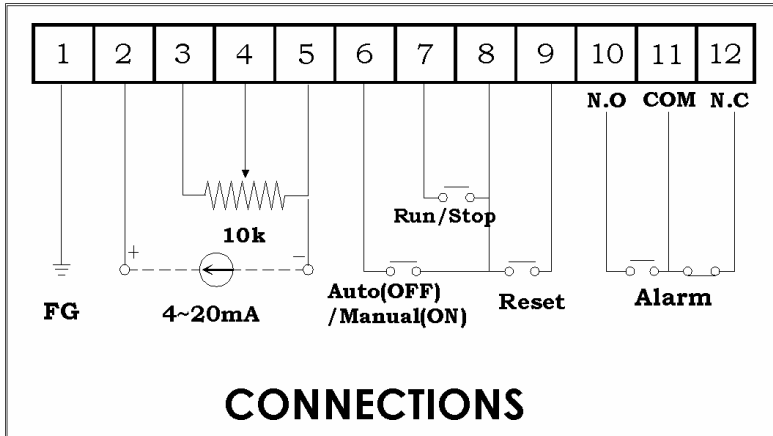 1 2 3 4 5 6 7 8 9 10 11 12
N.O COM N.C
Run/Stop
10k
+ −
FG
4~20mA
Auto(OFF)
/Manual(ON)
Reset
Alarm
CONNECTIONS